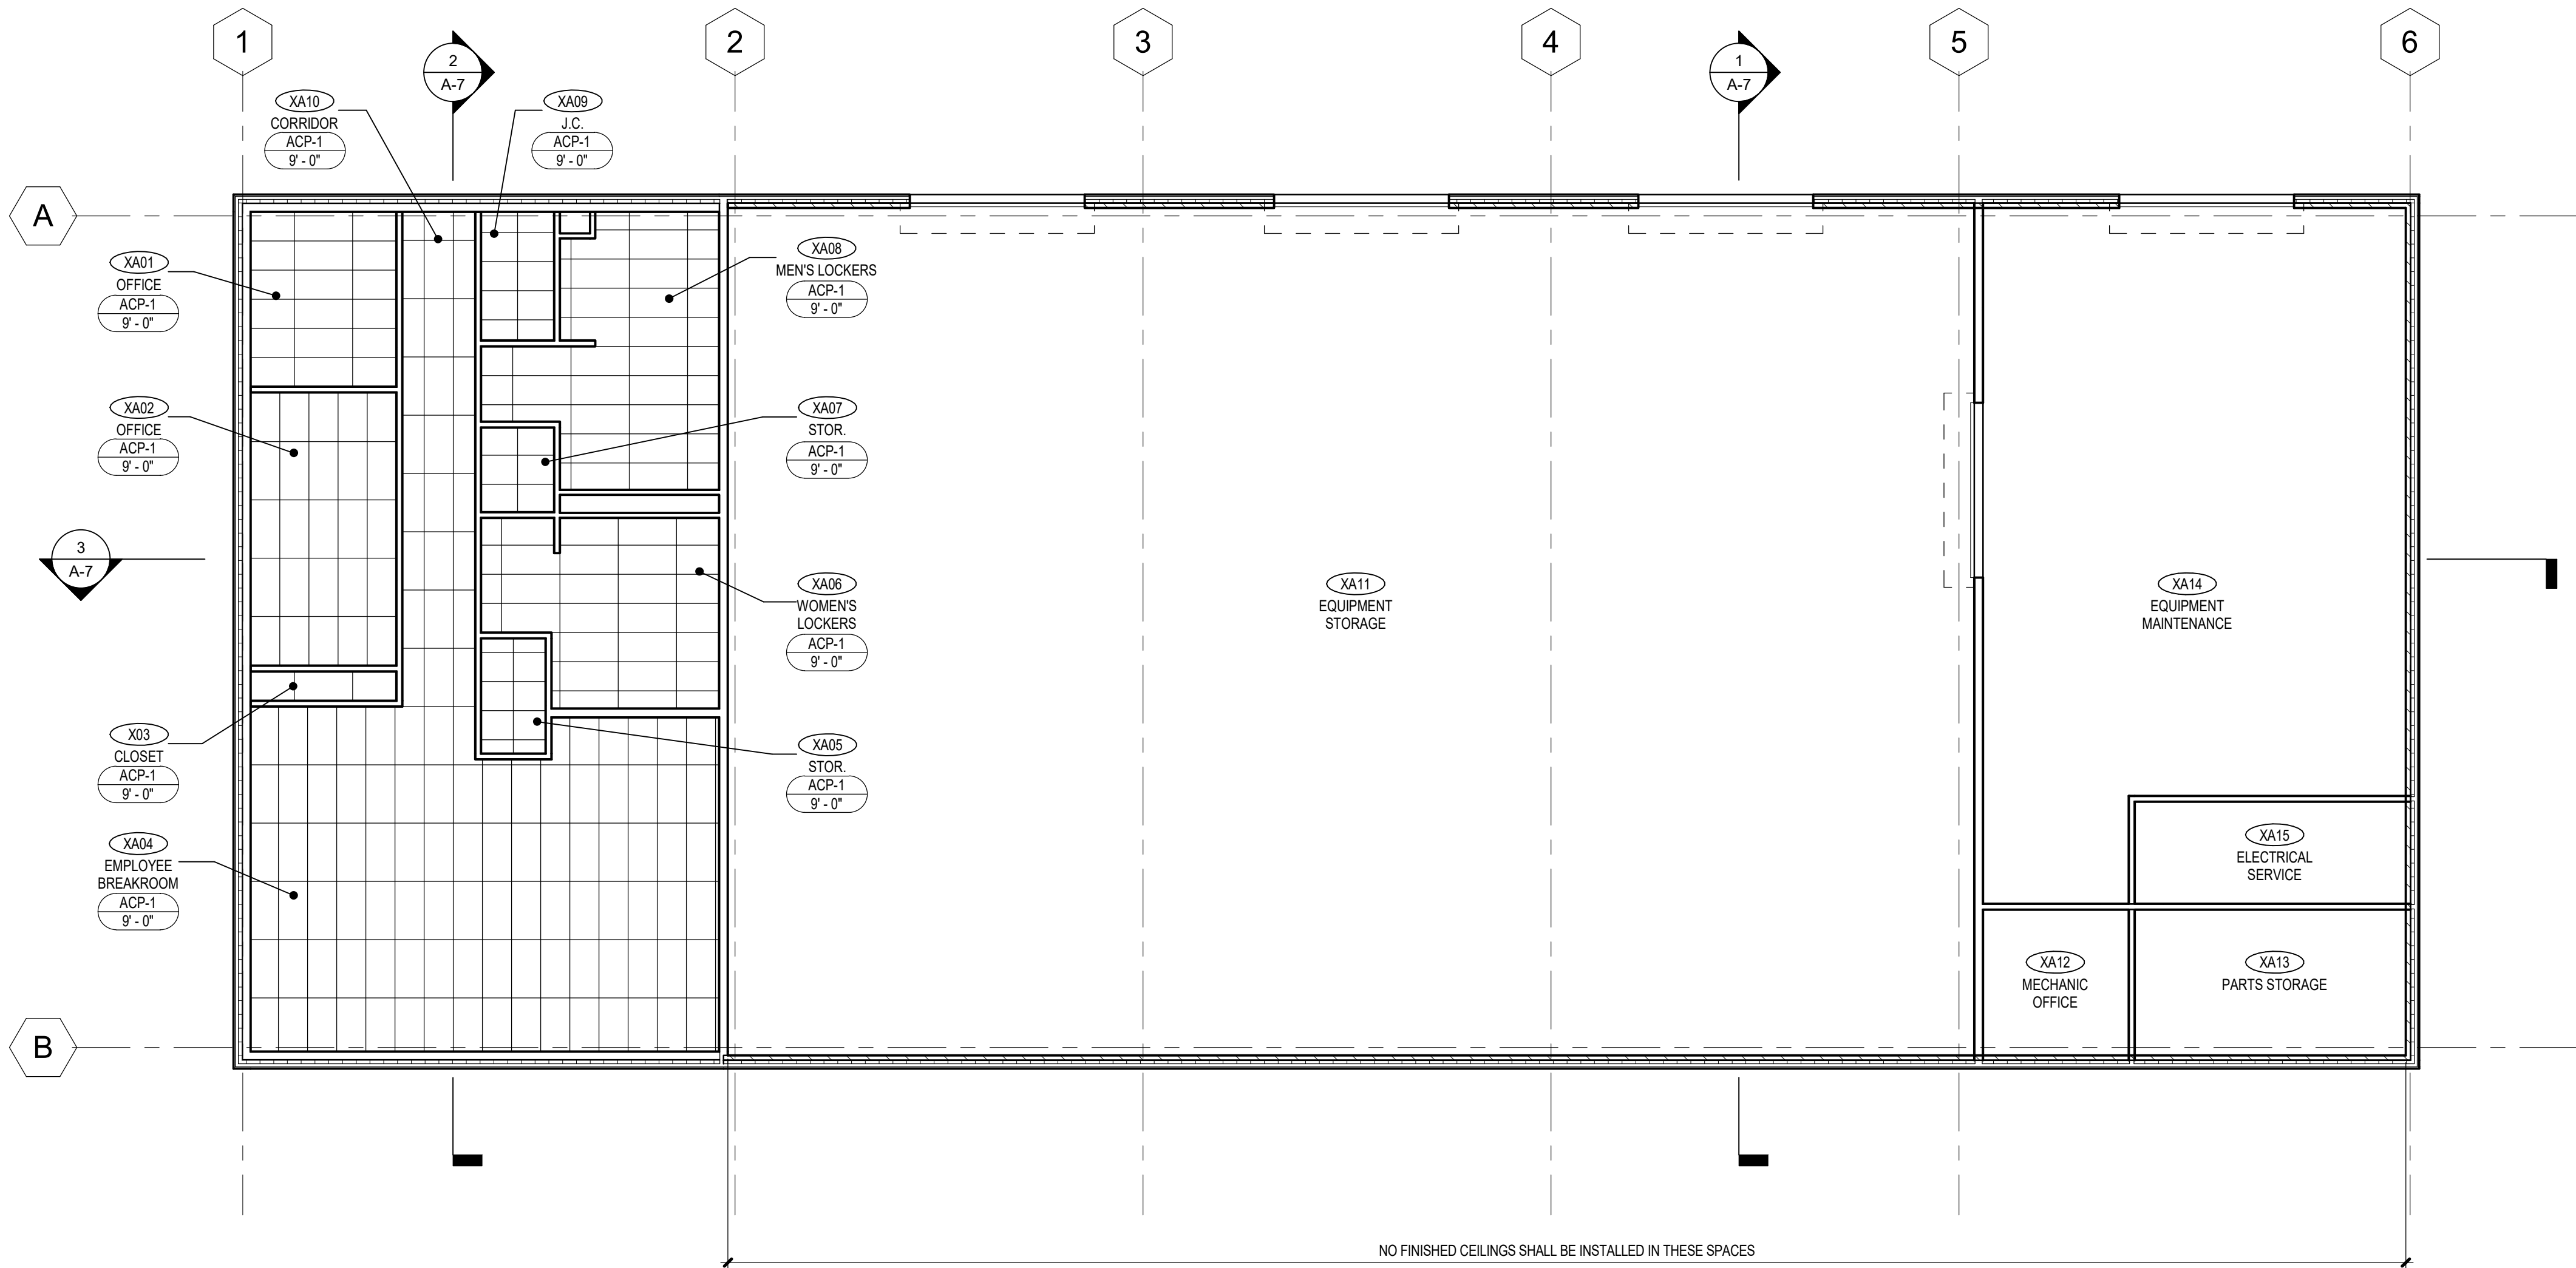 1
2
3
4
5
6
2
A-7
1
A-7
XA10
CORRIDOR
ACP-1
9' - 0"
XA09
J.C.
ACP-1
9' - 0"
A
XA01
OFFICE
ACP-1
9' - 0"
XA08
MEN'S LOCKERS
ACP-1
9' - 0"
XA02
OFFICE
ACP-1
9' - 0"
XA07
STOR.
ACP-1
9' - 0"
3
A-7
XA06
WOMEN'S
LOCKERS
ACP-1
9' - 0"
XA11
EQUIPMENT
STORAGE
XA14
EQUIPMENT
MAINTENANCE
X03
CLOSET
ACP-1
9' - 0"
XA05
STOR.
ACP-1
9' - 0"
XA04
EMPLOYEE
BREAKROOM
ACP-1
9' - 0"
XA15
ELECTRICAL
SERVICE
XA12
MECHANIC
OFFICE
XA13
PARTS STORAGE
B
NO FINISHED CEILINGS SHALL BE INSTALLED IN THESE SPACES